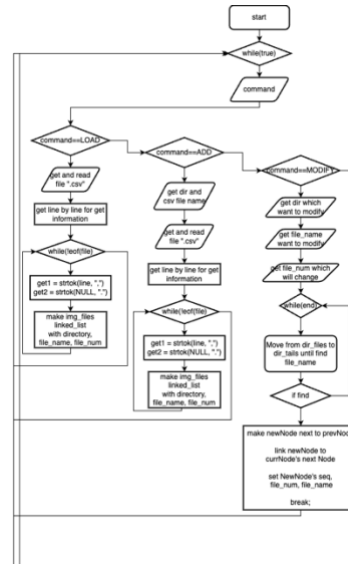 start
while(true)
command
command==LOAD
get and read
file ".csv"
get line by line for get
information
while(!eof(file)
get1 = strtok(line, ",")
get2 = strtok(NULL, ".")
make img_files
linked_list
with directory,
file_name, file_num
command==ADD
get dir and
csv file name
get and read
file ".csv"
get line by line for get
information
while(!eof(file)
get1 = strtok(line, ",")
get2 = strtok(NULL, ".")
make img_files
linked_list
with directory,
file_name, file_num
command==MODIFY
get dir which
want to modify
get file_name
want to modify
get file_num which
will change
while(end)
Move from dir_files to
dir_tails until find
file_name
if find
make newNode next to prevNode
link newNode to
currNode's next Node
set NewNode's seq,
file_num, file_name
break;